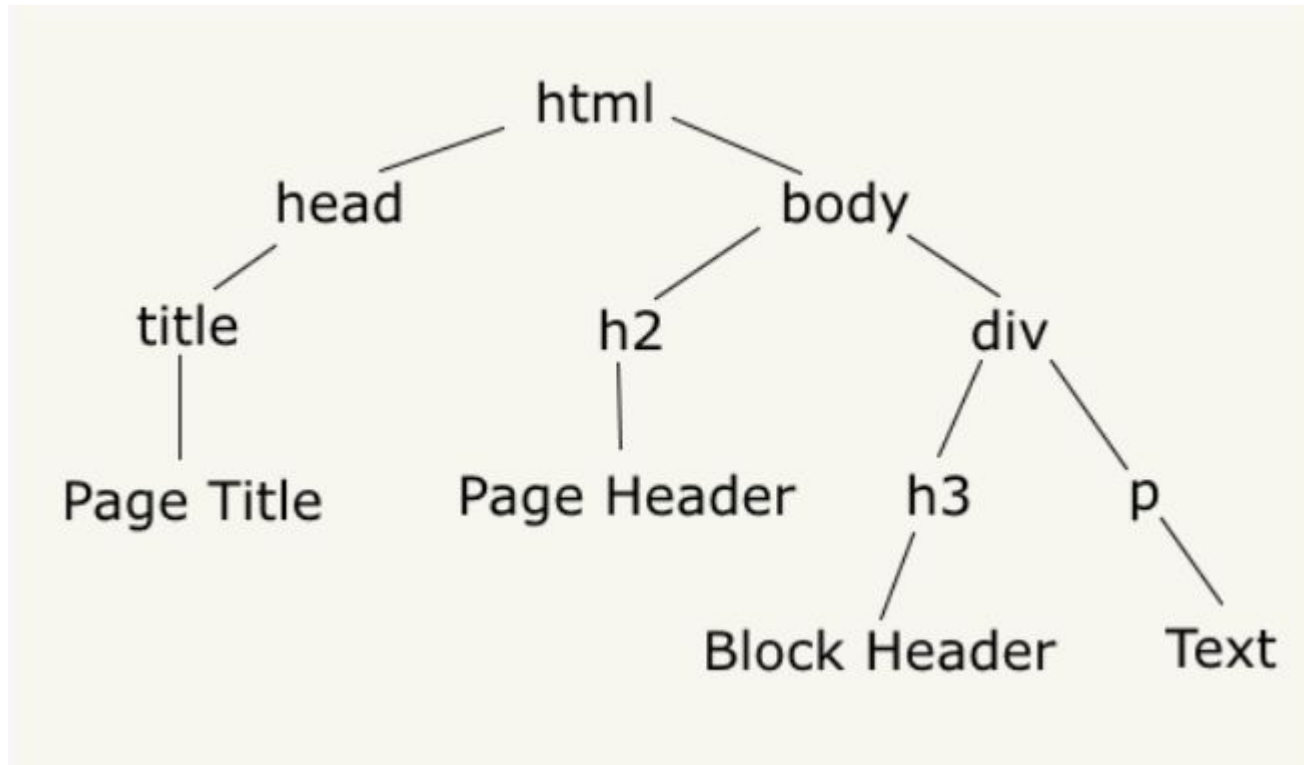 html
head body
title h2 div
Page Title Page Header h3 p
Block Header Text